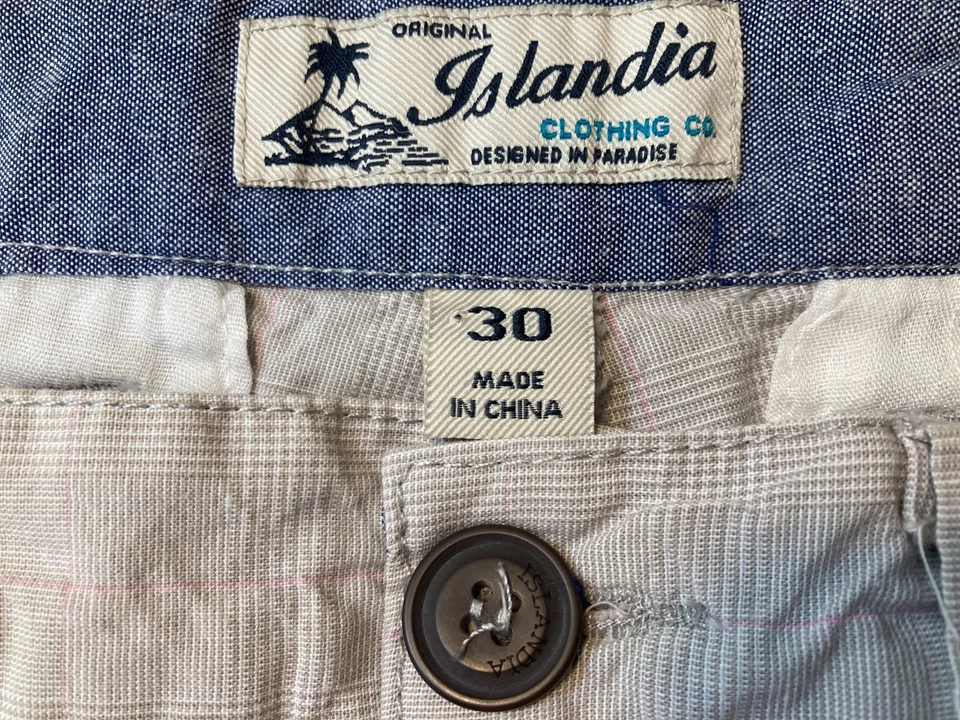 ORIGINAL
Islandia
CLOTHING CO.
DESIGNED IN PARADISE
30
MADE
IN CHINA
ISLANDIA